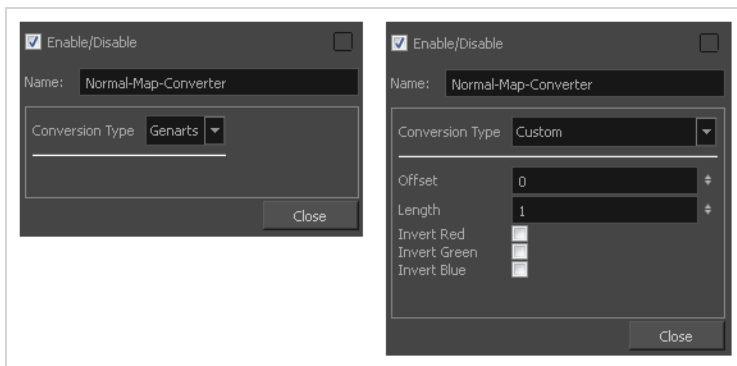 Enable/Disable
Name: Normal-Map-Converter
Conversion Type Genarts
Close
Enable/Disable
Name: Normal-Map-Converter
Conversion Type Custom
Offset 0
Length 1
Invert Red
Invert Green
Invert Blue
Close